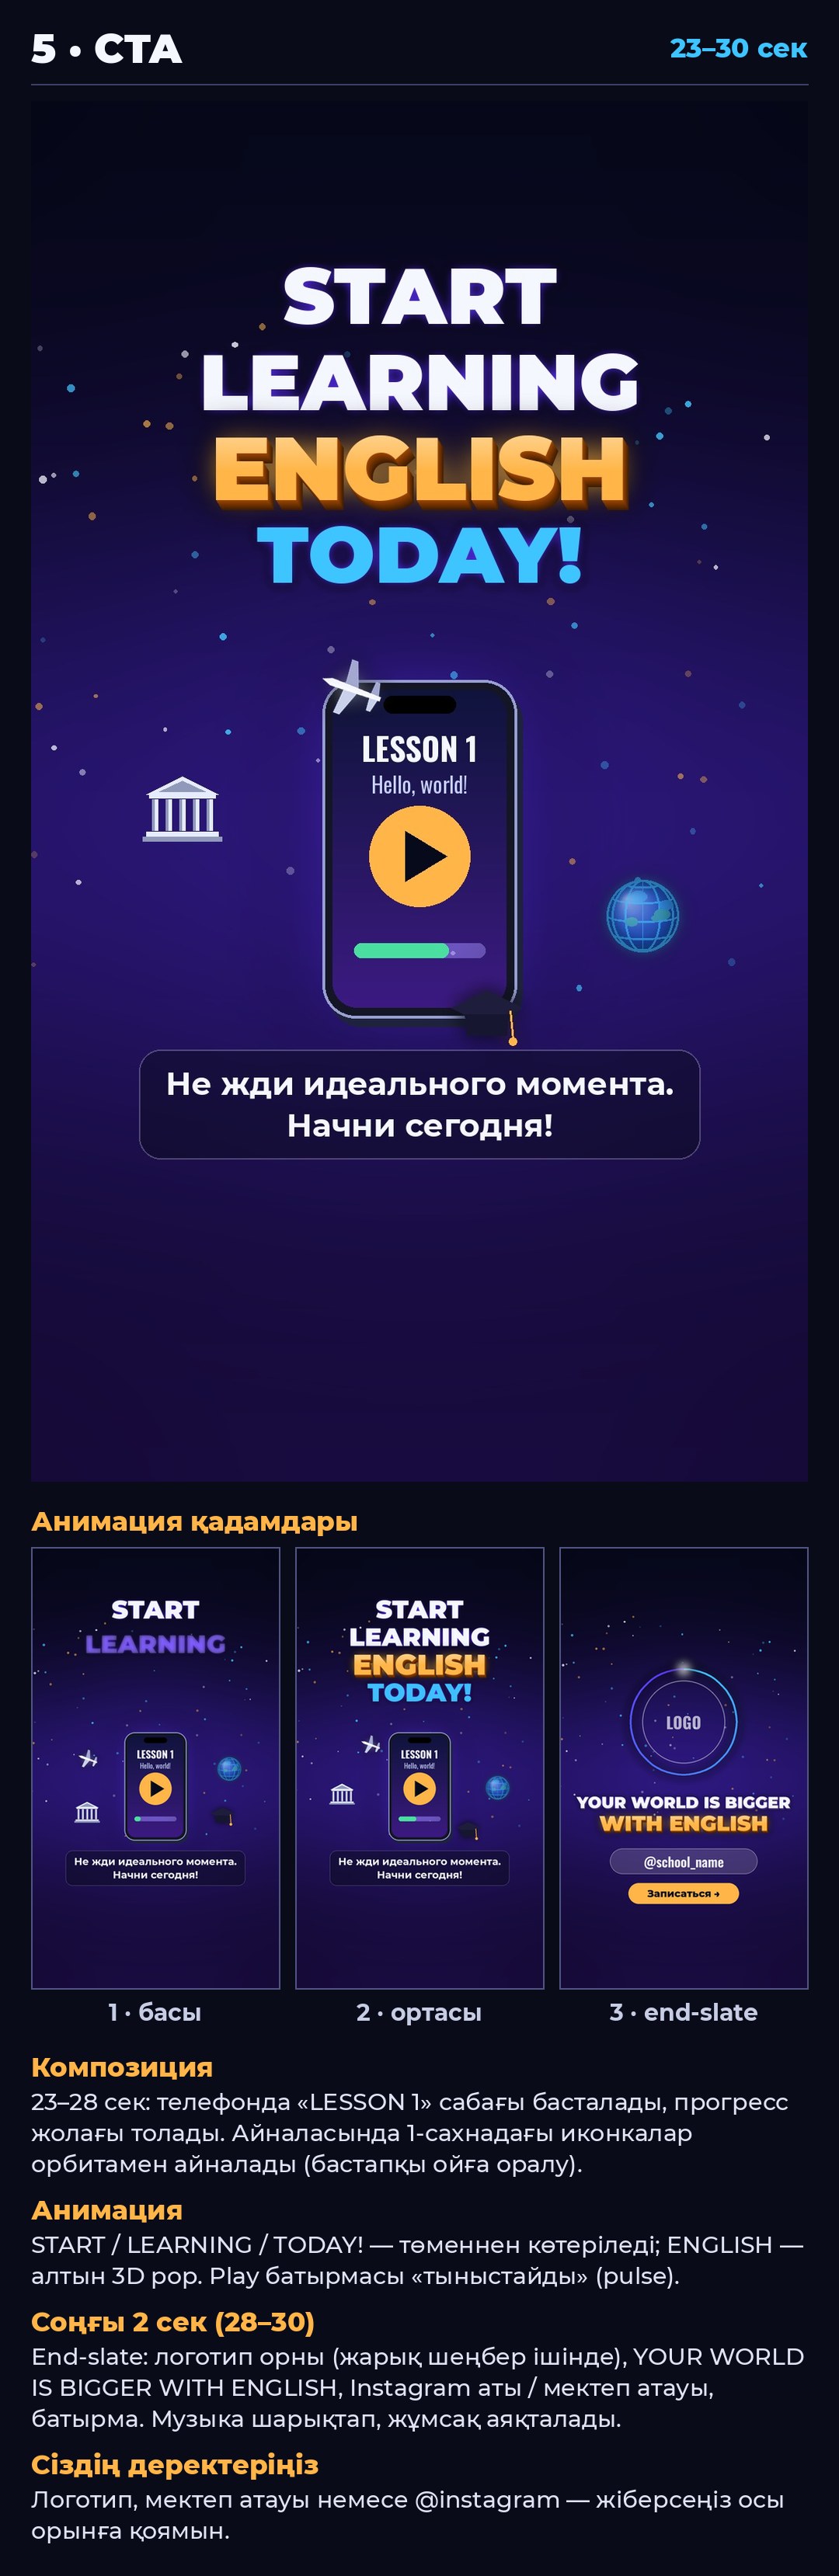 5 · CTA
23–30 сек
START
LEARNING
ENGLISH
TODAY!
LESSON 1
Hello, world!
Не жди идеального момента.
Начни сегодня!
Анимация қадамдары
START
LEARNING
LESSON 1
Hello, world!
Не жди идеального момента.
Начни сегодня!
START
LEARNING
ENGLISH
TODAY!
LESSON 1
Hello, world!
Не жди идеального момента.
Начни сегодня!
LOGO
YOUR WORLD IS BIGGER
WITH ENGLISH
@school_name
Записаться →
1 · басы
2 · ортасы
3 · end-slate
Композиция
23–28 сек: телефонда «LESSON 1» сабағы басталады, прогресс
жолағы толады. Айналасында 1-сахнадағы иконкалар
орбитамен айналады (бастапқы ойға оралу).
Анимация
START / LEARNING / TODAY! — төменнен көтеріледі; ENGLISH —
алтын 3D pop. Play батырмасы «тыныстайды» (pulse).
Соңғы 2 сек (28–30)
End-slate: логотип орны (жарық шеңбер ішінде), YOUR WORLD
IS BIGGER WITH ENGLISH, Instagram аты / мектеп атауы,
батырма. Музыка шарықтап, жұмсақ аяқталады.
Сіздің деректеріңіз
Логотип, мектеп атауы немесе @instagram — жіберсеңіз осы
орынға қоямын.